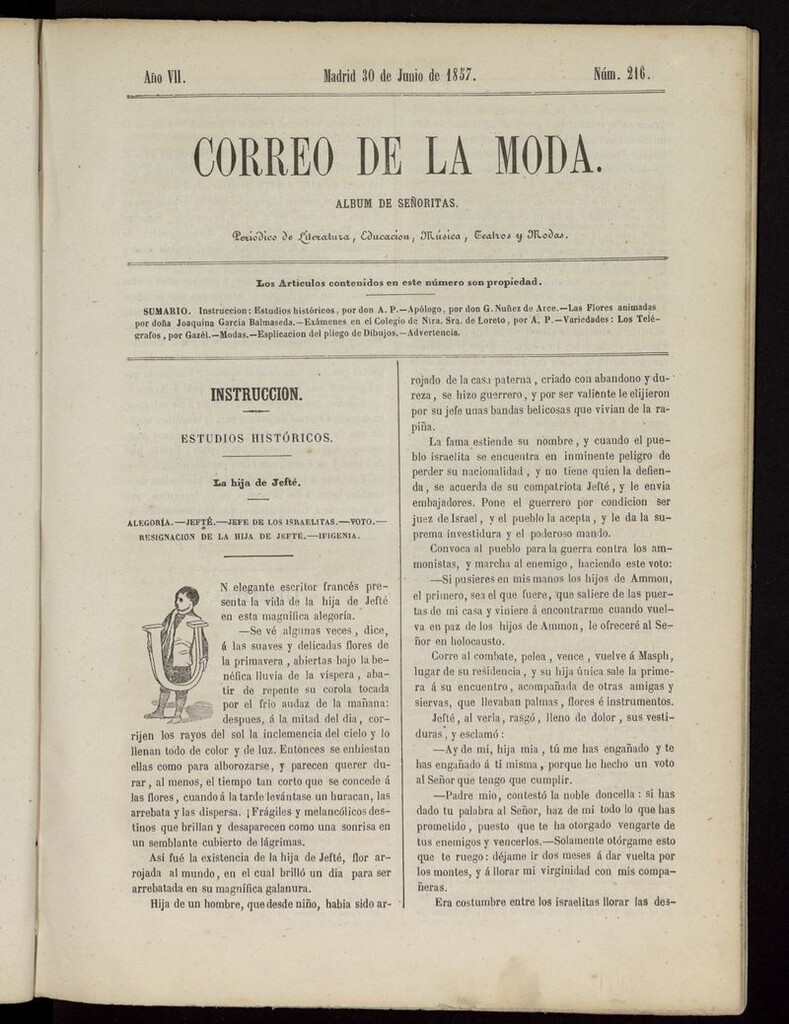 Año VII. Madrid 30 de Junio de 1857. Núm. 216.
CORREO DE LA MODA.
ALBUM DE SEÑORITAS.
Periódico de Literatura, Educacion, Música, Teatros y Modas.
Los Articulos contenidos en este número son propiedad.
SUMARIO. Instruccion: Estudios históricos, por don A. P.—Apólogo, por don G. Nuñez de Arce.—Las Flores animadas
por doña Joaquina Garcia Balmaseda.—Exámenes en el Colegio de Ntra. Sra. de Loreto, por A. P.—Variedades: Los Telé-
grafos, por Gazél.—Modas.—Esplicacion del pliego de Dibujos.—Advertencia.
INSTRUCCION.
ESTUDIOS HISTÓRICOS.
La hija de Jefté.
ALEGORÍA.—JEFTÉ.—JEFE DE LOS ISRAELITAS.—VOTO.—
RESIGNACION DE LA HIJA DE JEFTÉ.—IFIGENIA.
UN elegante escritor francés pre-
senta la vida de la hija de Jefté
en esta magnífica alegoría.
—Se vé algunas veces, dice,
á las suaves y delicadas flores de
la primavera, abiertas bajo la be-
néfica lluvia de la víspera, aba-
tir de repente su corola tocada
por el frio audaz de la mañana:
despues, á la mitad del dia, cor-
rijen los rayos del sol la inclemencia del cielo y lo
llenan todo de color y de luz. Entonces se enhiestan
ellas como para alborozarse, y parecen querer du-
rar, al menos, el tiempo tan corto que se concede á
las flores, cuando á la tarde levántase un huracan, las
arrebata y las dispersa. ¡Frágiles y melancólicos des-
tinos que brillan y desaparecen como una sonrisa en
un semblante cubierto de lágrimas.
Así fué la existencia de la hija de Jefté, flor ar-
rojada al mundo, en el cual brilló un dia para ser
arrebatada en su magnífica galanura.
Hija de un hombre, que desde niño, habia sido ar-
rojado de la casa paterna, criado con abandono y du-
reza, se hizo guerrero, y por ser valiente le elijieron
por su jefe unas bandas belicosas que vivian de la ra-
piña.
La fama estiende su nombre, y cuando el pue-
blo israelita se encuentra en inminente peligro de
perder su nacionalidad, y no tiene quien la defien-
da, se acuerda de su compatriota Jefté, y le envia
embajadores. Pone el guerrero por condicion ser
juez de Israel, y el pueblo la acepta, y le da la su-
prema investidura y el poderoso mando.
Convoca al pueblo para la guerra contra los am-
monistas, y marcha al enemigo, haciendo este voto:
—Si pusieres en mis manos los hijos de Ammon,
el primero, sea el que fuere, que saliere de las puer-
tas de mi casa y viniere á encontrarme cuando vuel-
va en paz de los hijos de Ammon, le ofreceré al Se-
ñor en holocausto.
Corre al combate, pelea, vence, vuelve á Masph,
lugar de su residencia, y su hija única sale la prime-
ra á su encuentro, acompañada de otras amigas y
siervas, que llevaban palmas, flores é instrumentos.
Jefté, al verla, rasgó, lleno de dolor, sus vesti-
duras, y esclamó:
—Ay de mí, hija mia, tú me has engañado y te
has engañado á tí misma, porque he hecho un voto
al Señor que tengo que cumplir.
—Padre mio, contestó la noble doncella: si has
dado tu palabra al Señor, haz de mí todo lo que has
prometido, puesto que te ha otorgado vengarte de
tus enemigos y vencerlos.—Solamente otórgame esto
que te ruego: déjame ir dos meses á dar vuelta por
los montes, y á llorar mi virginidad con mis compa-
ñeras.
Era costumbre entre los israelitas llorar las des-